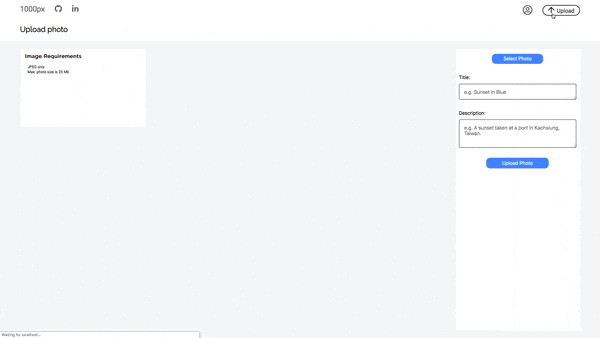 1000px
Upload
Upload photo
Image Requirements
JPEG only
Max. photo size is 25 Mb
Select Photo
Title:
e.g. Sunset in Blue
Description:
e.g. A sunset taken at a port in Kaohsiung,
Taiwan.
Upload Photo
Waiting for localhost...